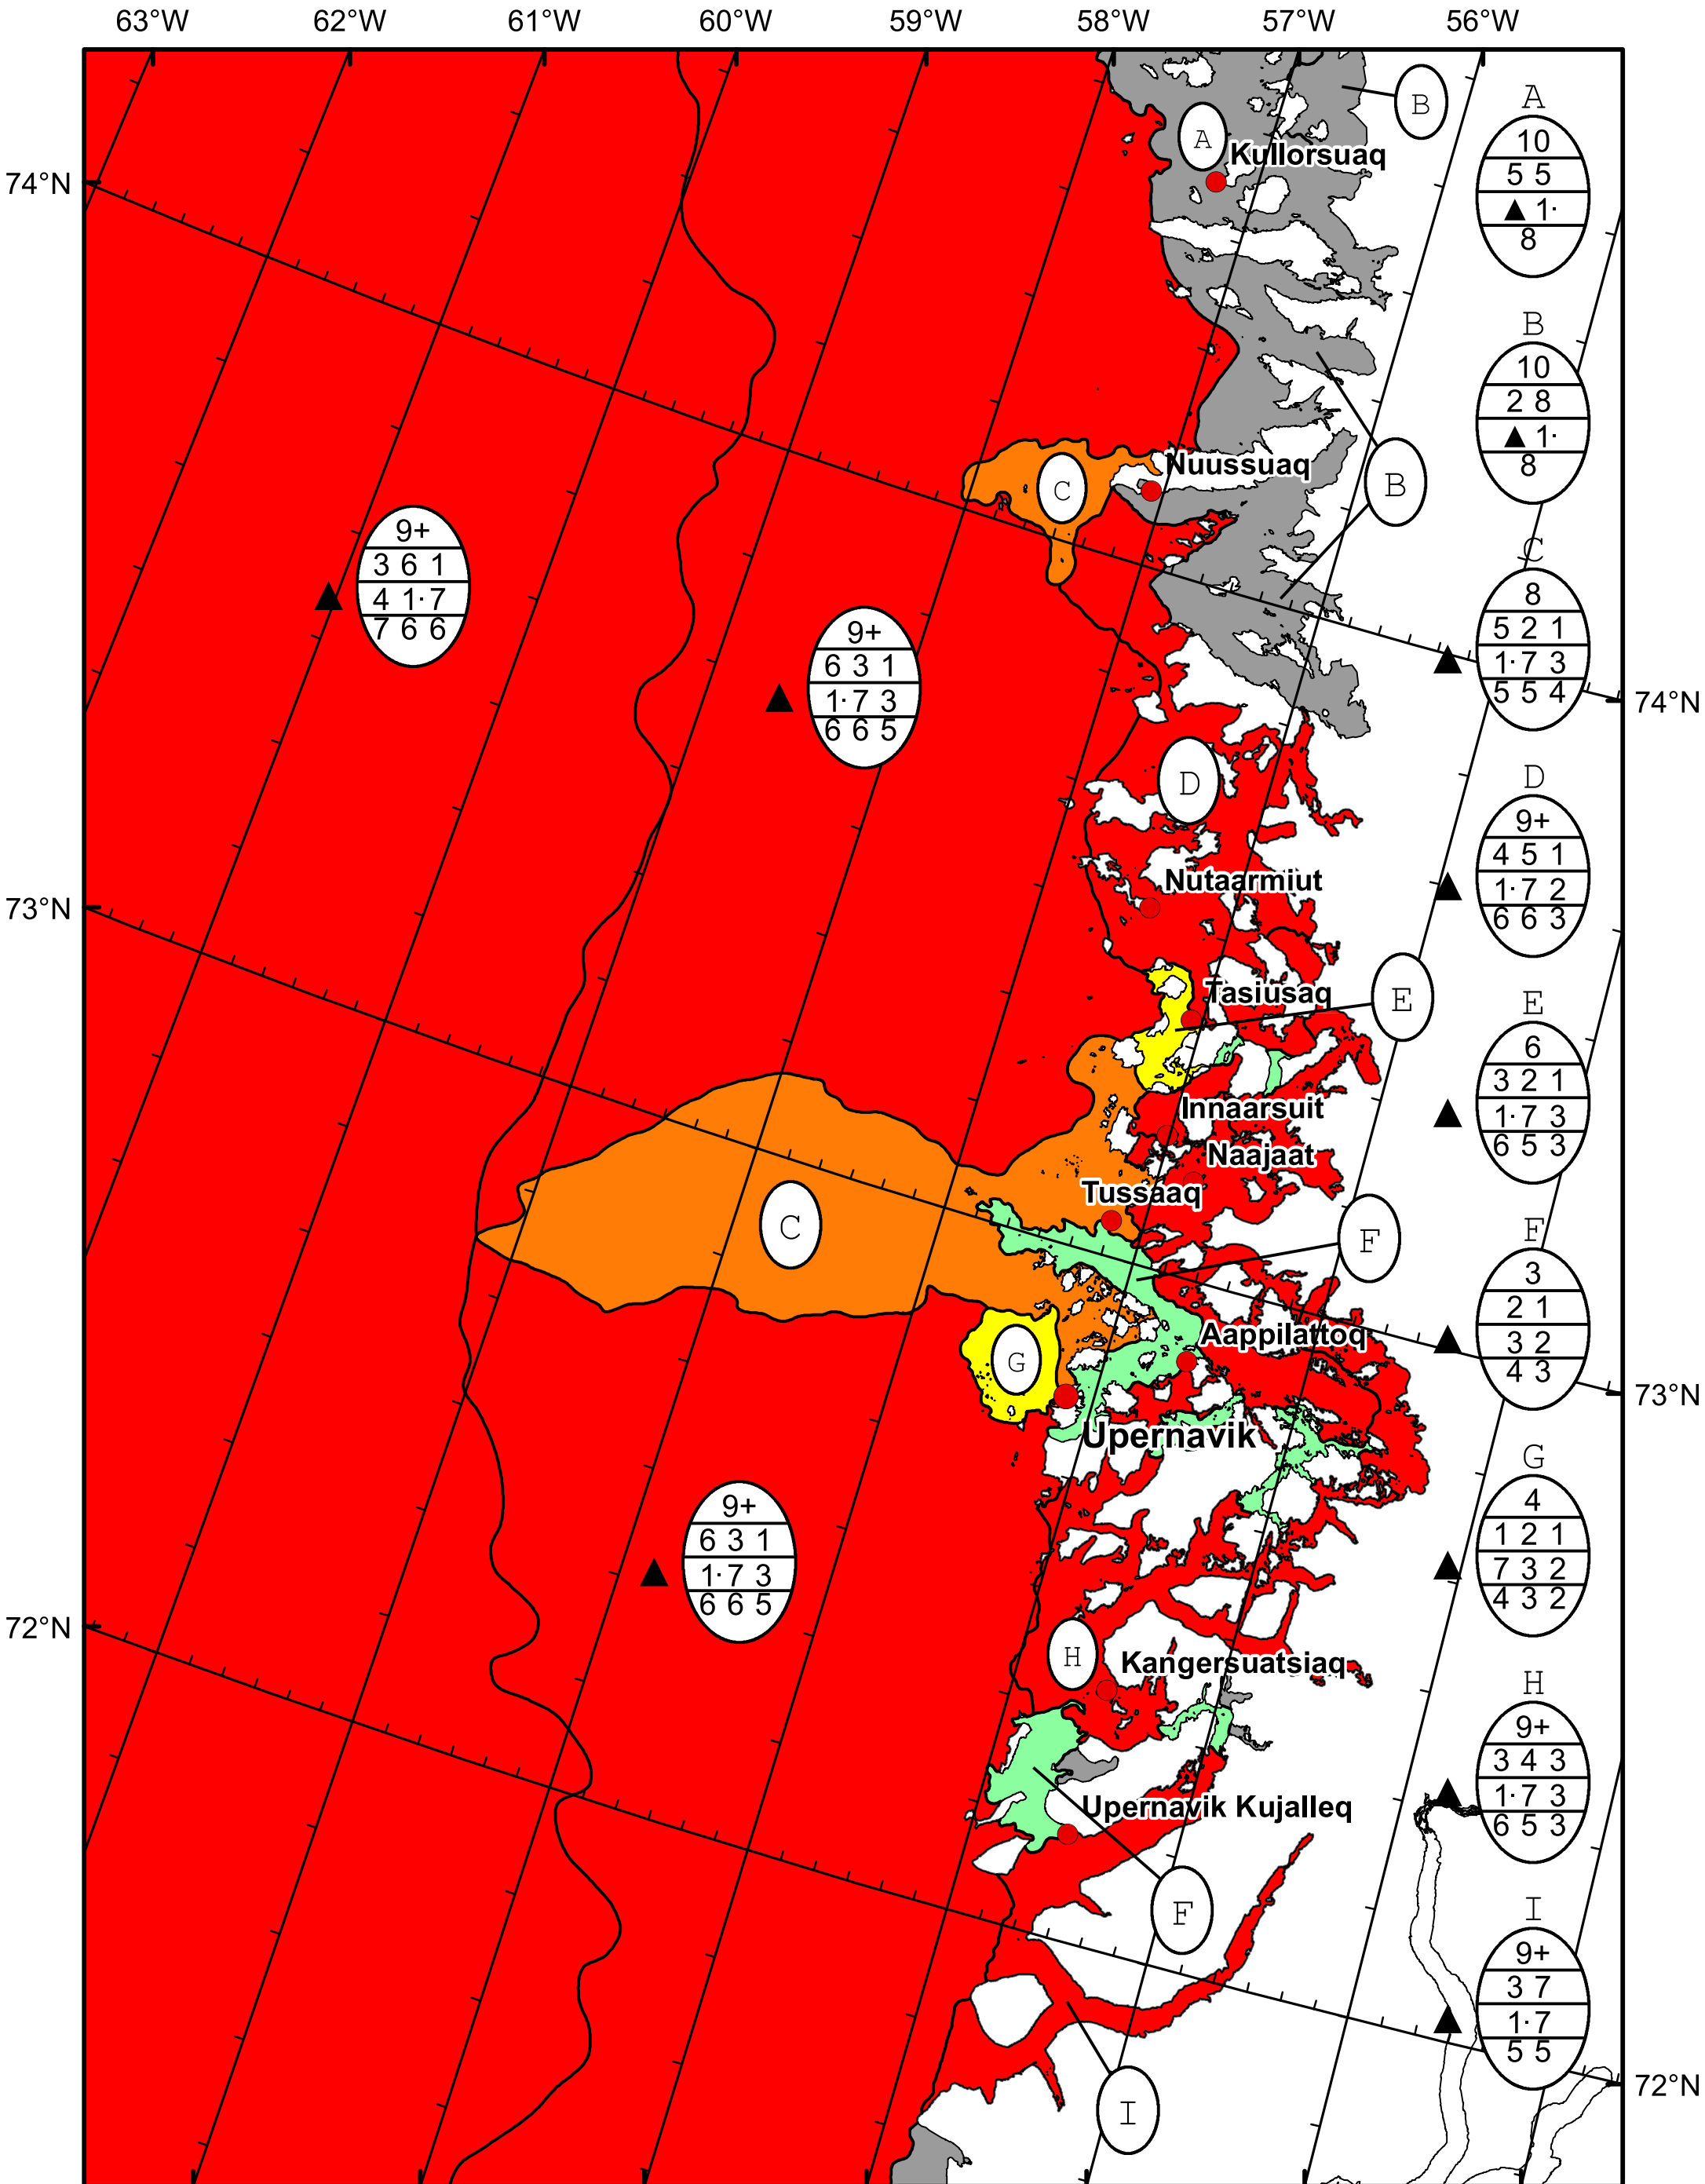 63°W 62°W 61°W 60°W 59°W 58°W 57°W 56°W
74°N
73°N
72°N
74°N
73°N
72°N
A
Kullorsuaq
B
Nuussuaq
C
B
D
Nutaarmiut
Tasiusaq
E
Innaarsuit
Naajaat
Tussaaq
C
F
Aappilattoq
G
Upernavik
H
Kangersuatsiaq
Upernavik Kujalleq
F
I
9+
3 6 1
▲ 4 1· 7
7 6 6
9+
6 3 1
▲ 1· 7 3
6 6 5
9+
6 3 1
▲ 1· 7 3
6 6 5
A
10
5 5
▲ 1·
8
B
10
2 8
▲ 1·
8
C
8
5 2 1
▲ 1· 7 3
5 5 4
D
9+
4 5 1
▲ 1· 7 2
6 6 3
E
6
3 2 1
▲ 1· 7 3
6 5 3
F
3
2 1
▲ 3 2
4 3
G
4
1 2 1
▲ 7 3 2
4 3 2
H
9+
3 4 3
▲ 1· 7 3
6 5 3
I
9+
3 7
▲ 1· 7
5 5